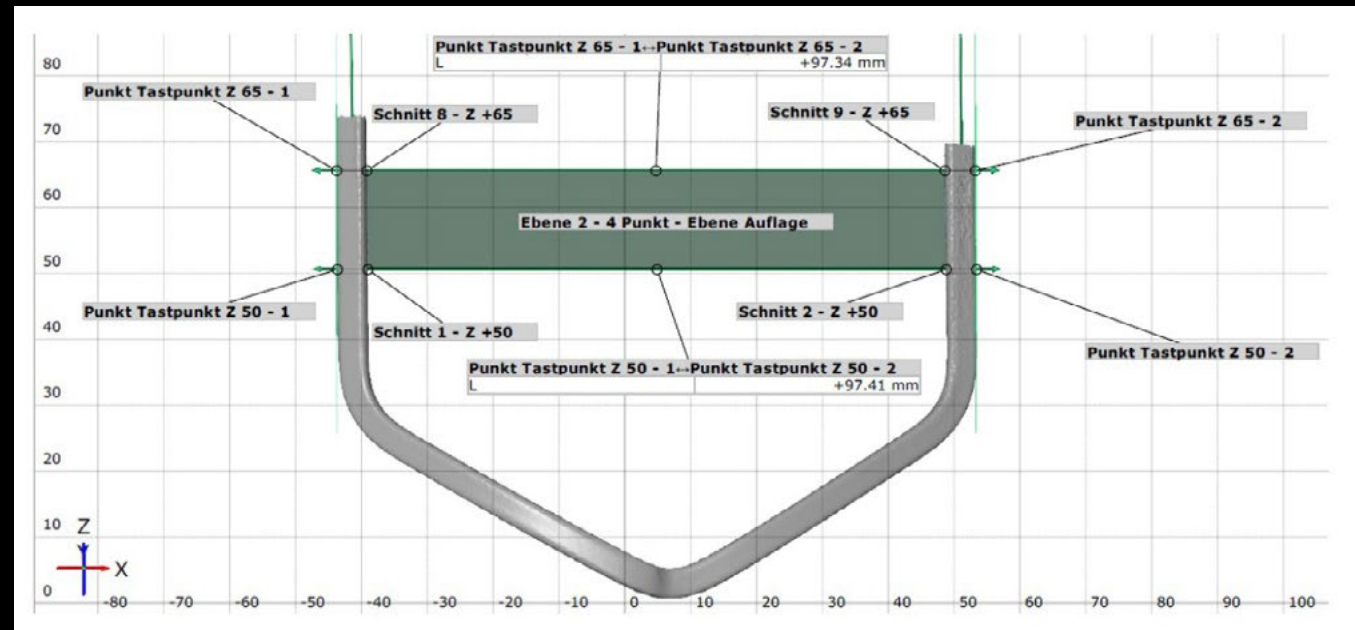 Punkt Tastpunkt Z 65 - 1↔Punkt Tastpunkt Z 65 - 2
L +97.34 mm
80
Punkt Tastpunkt Z 65 - 1
Schnitt 8 - Z +65
Schnitt 9 - Z +65
Punkt Tastpunkt Z 65 - 2
70
60
Ebene 2 - 4 Punkt - Ebene Auflage
50
Punkt Tastpunkt Z 50 - 1
Schnitt 2 - Z +50
40
Schnitt 1 - Z +50
Punkt Tastpunkt Z 50 - 2
Punkt Tastpunkt Z 50 - 1↔Punkt Tastpunkt Z 50 - 2
L +97.41 mm
30
20
10
Z
X
0
-80 -70 -60 -50 -40 -30 -20 -10 0 10 20 30 40 50 60 70 80 90 100